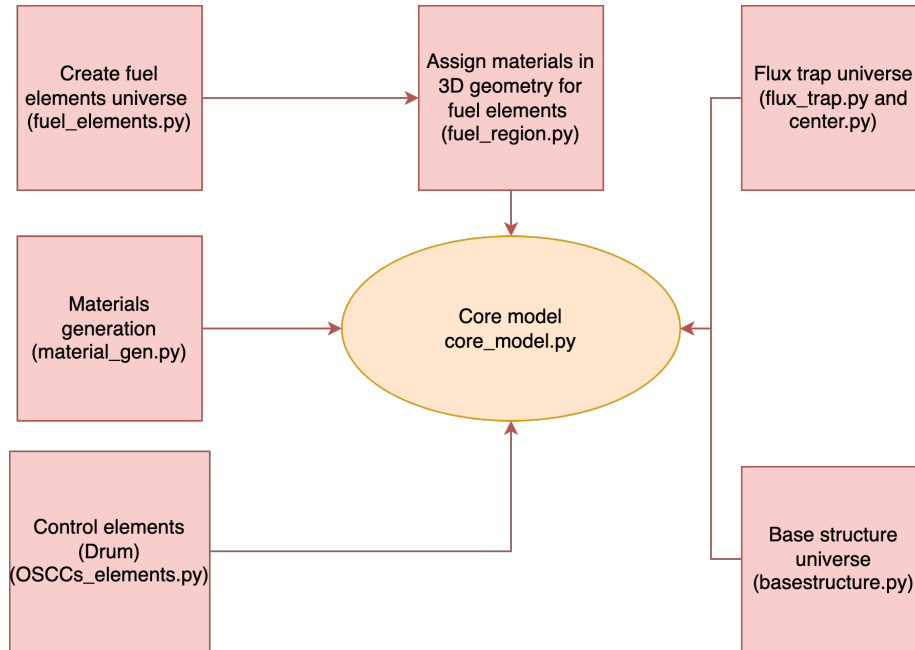 Create fuel
elements universe
(fuel_elements.py)
Assign materials in
3D geometry for
fuel elements
(fuel_region.py)
Flux trap universe
(flux_trap.py and
center.py)
Materials
generation
(material_gen.py)
Core model
core_model.py
Control elements
(Drum)
(OSCCs_elements.py)
Base structure
universe
(basestructure.py)